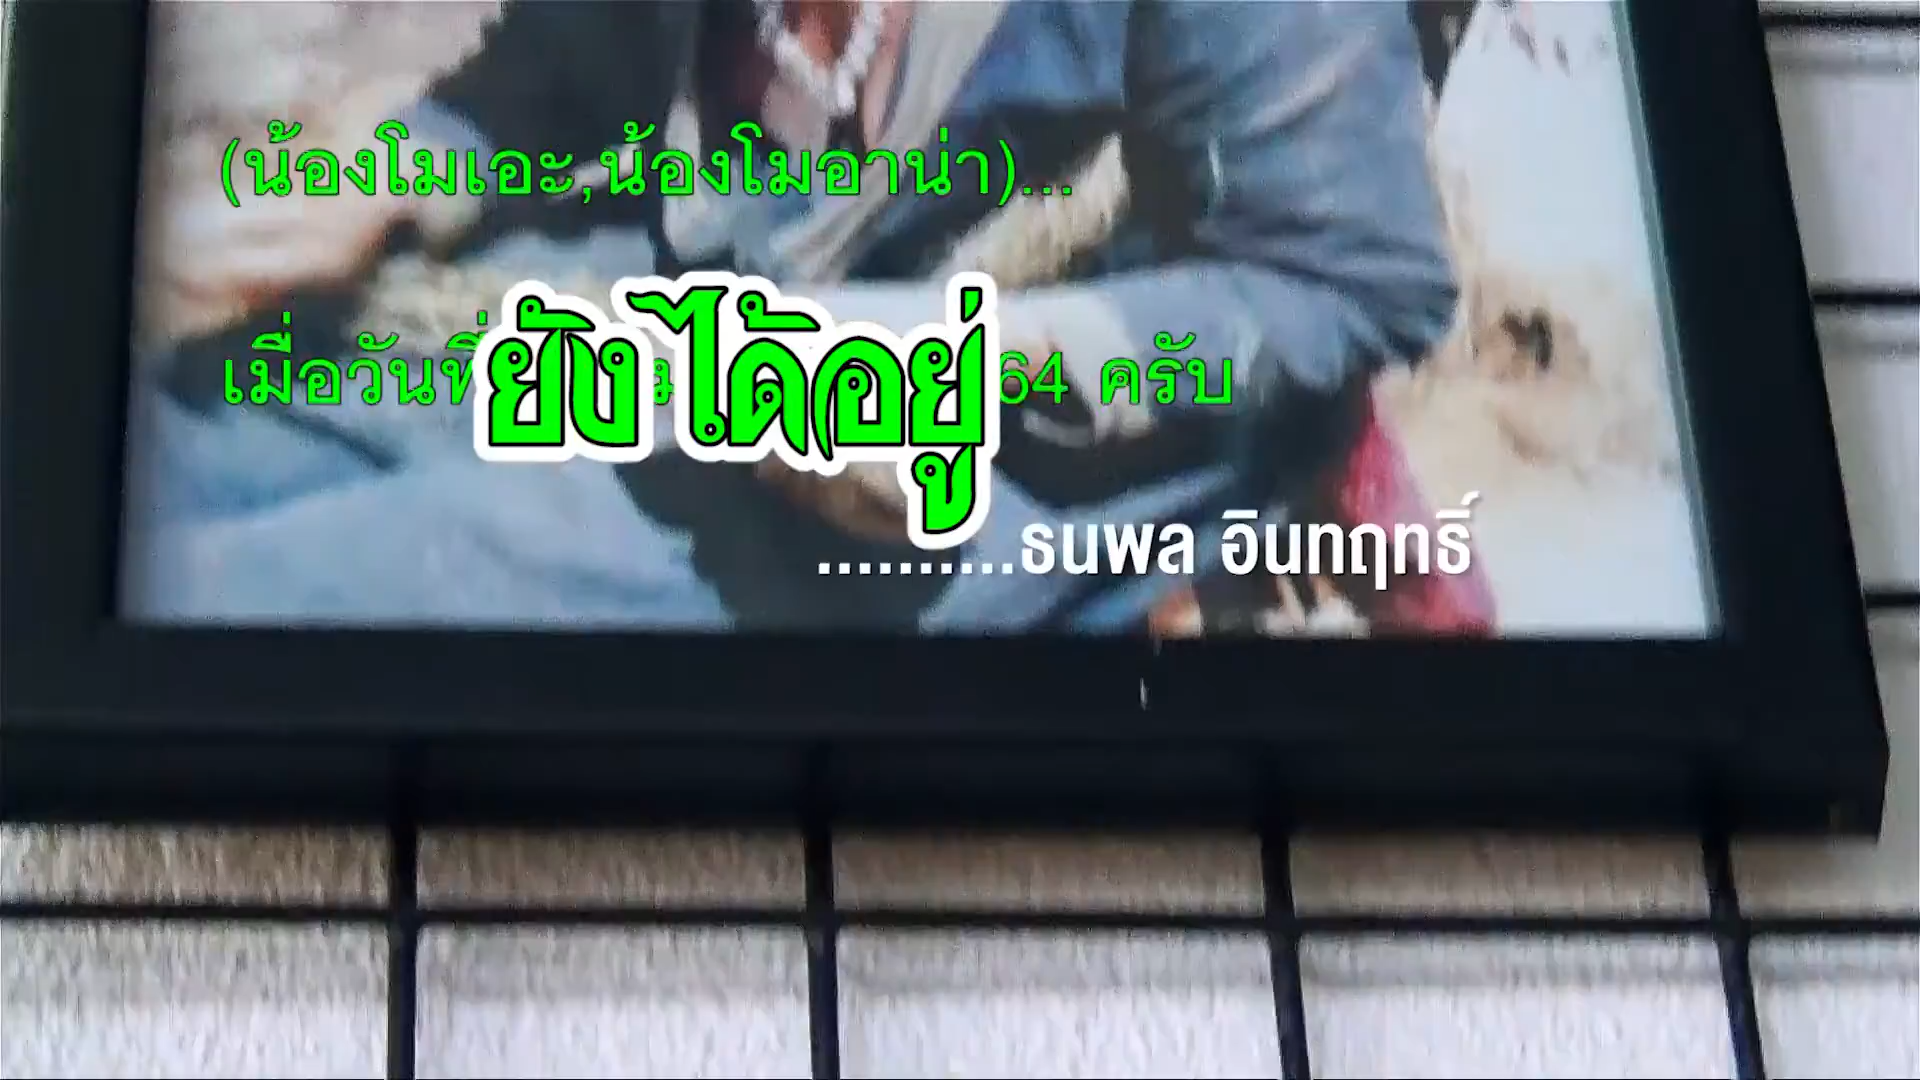 (น้องโมเอะ,น้องโมอาน่า)...
เมื่อวันที่ 64 ครับ
ยังได้อยู่
..........ธนพล อินทฤทธิ์